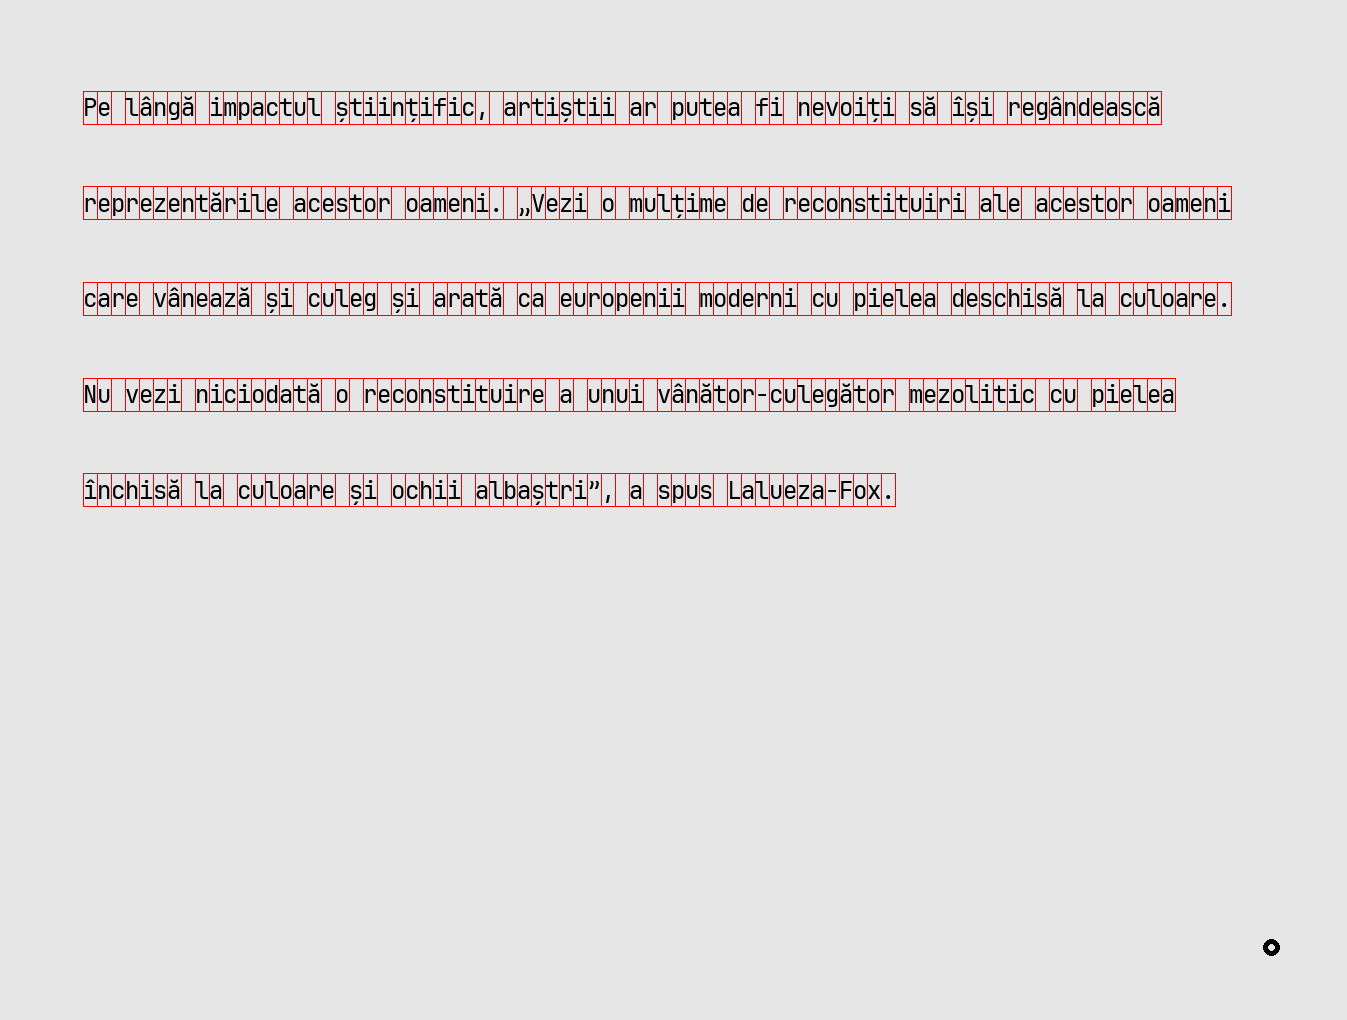 Pe lângă impactul științific, artiștii ar putea fi nevoiți să își regândească
reprezentările acestor oameni. „Vezi o mulțime de reconstituiri ale acestor oameni
care vânează și culeg și arată ca europenii moderni cu pielea deschisă la culoare.
Nu vezi niciodată o reconstituire a unui vânător-culegător mezolitic cu pielea
închisă la culoare și ochii albaștri”, a spus Lalueza-Fox.